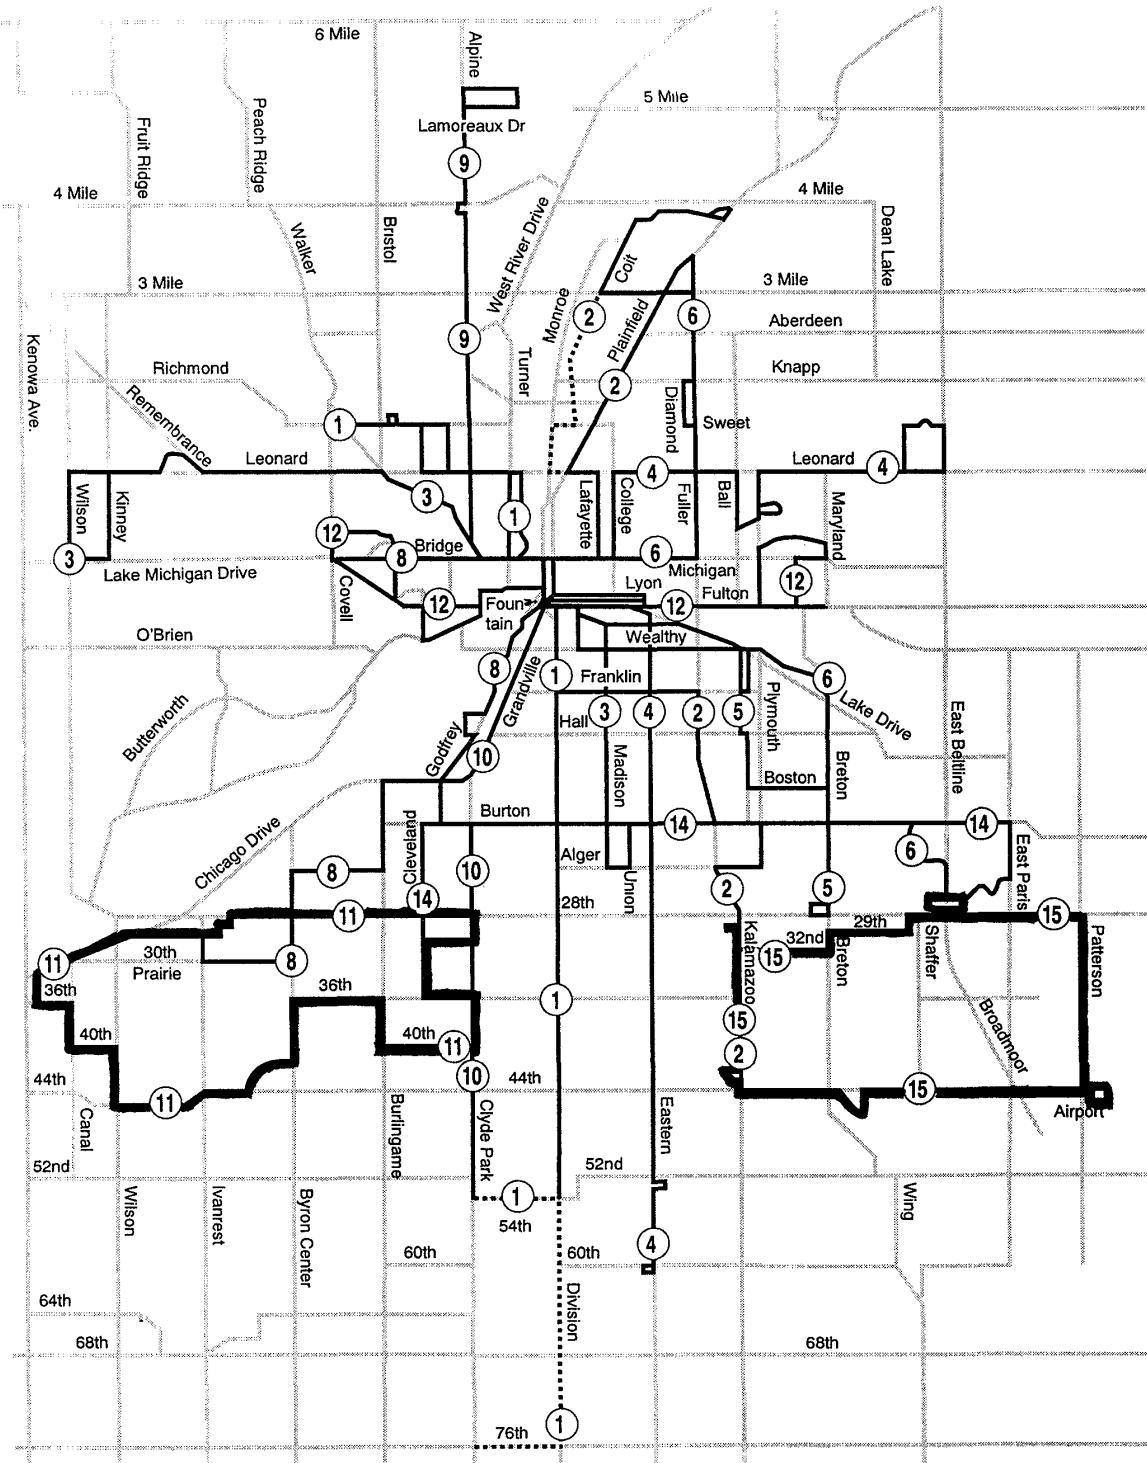 6 Mile
Alpine
5 Mile
Lamoreaux Dr
Fruit Ridge
Peach Ridge
9
4 Mile
4 Mile
Walker
Bristol
West River Drive
Dean Lake
Coit
3 Mile
3 Mile
Monroe
2
6
Plainfield
Aberdeen
Kenowa Ave.
9
Turner
Richmond
Knapp
2
Remembrance
Diamond
1
Sweet
Leonard
4
Leonard
4
Wilson
Kinney
3
1
Lafayette
College
Fuller
Ball
Maryland
12
3
8
Bridge
6
Michigan
Lake Michigan Drive
Covell
12
Foun-
tain
Lyon
12
Fulton
12
O'Brien
Wealthy
8
Grandville
1
Franklin
6
Butterworth
Hall
3
4
2
5
Plymouth
Lake Drive
East Beltline
Godfrey
10
Madison
Boston
Breton
Cleveland
Burton
14
14
Chicago Drive
Alger
6
East Paris
8
10
Union
2
5
14
11
28th
15
29th
Kalamazoo
32nd
Breton
Shaffer
Patterson
11
30th
Prairie
8
15
36th
36th
1
Broadmoor
40th
40th
11
15
2
44th
10
44th
11
15
Canal
Burlingame
Clyde Park
Eastern
Airport
52nd
52nd
Wilson
Ivanrest
Byron Center
1
54th
Wing
4
60th
60th
64th
Division
68th
68th
1
76th